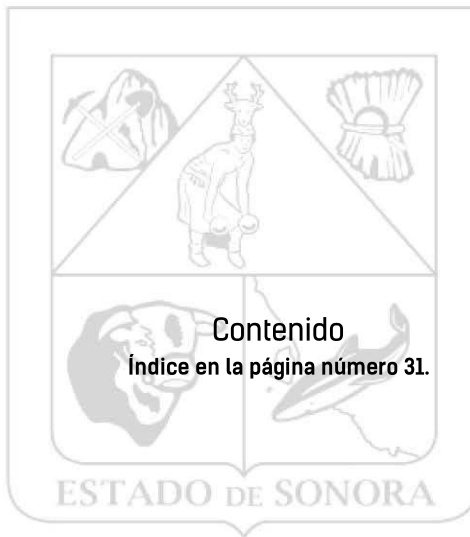 Contenido
Índice en la página número 31.
ESTADO DE SONORA